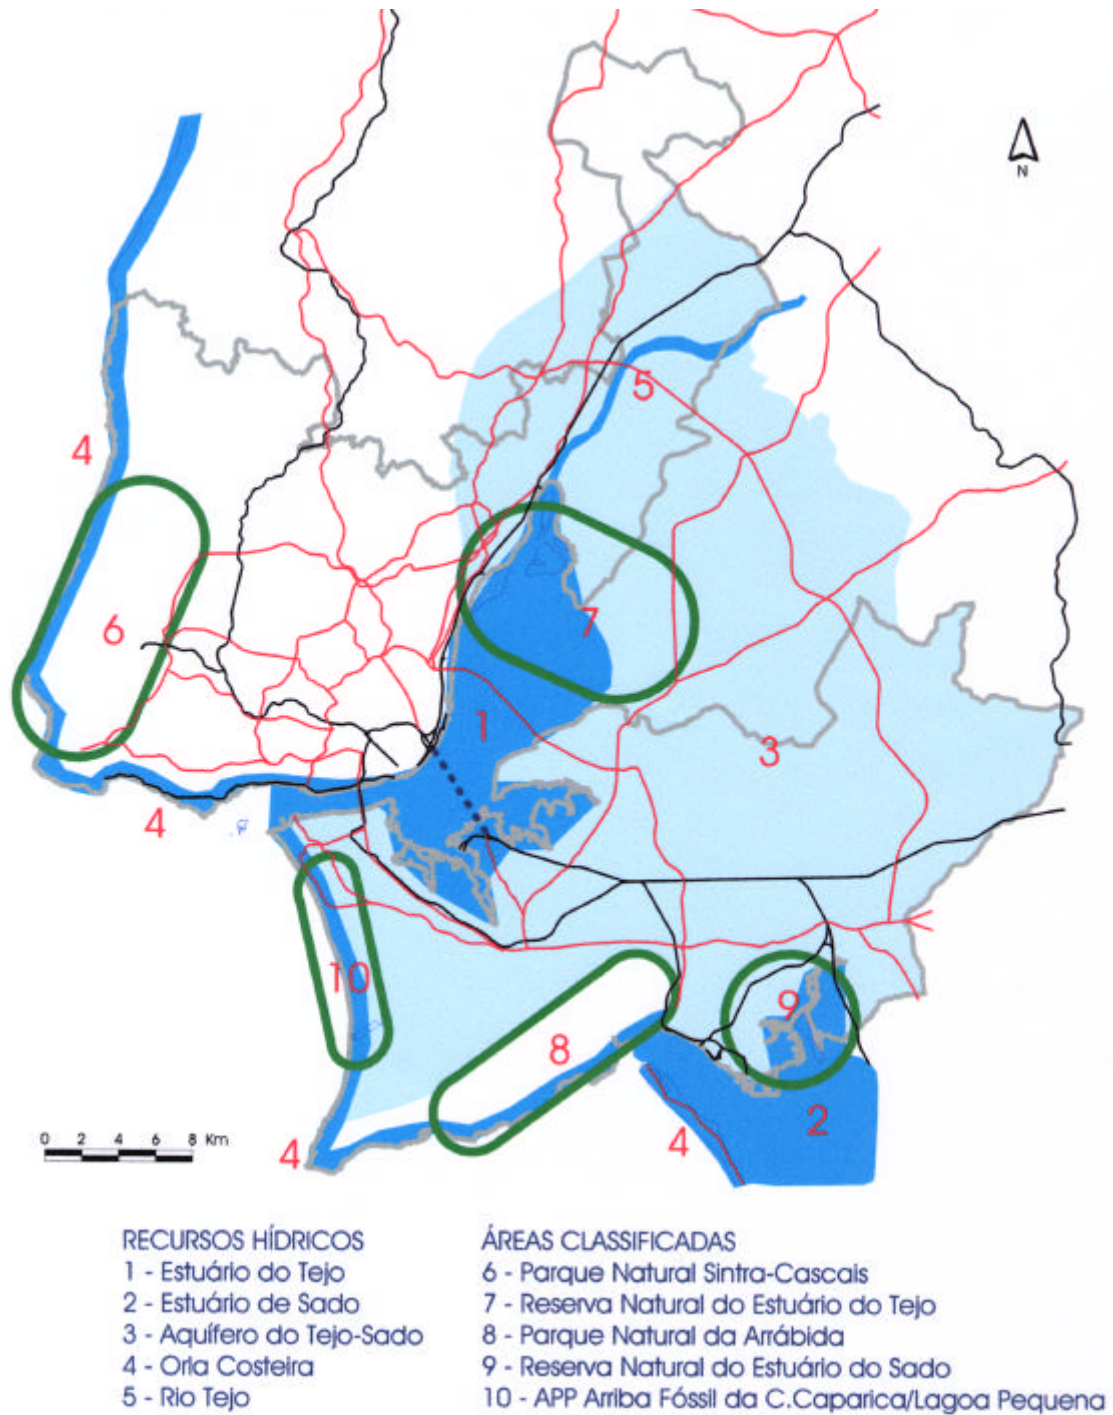 N
5
4
6
7
1
3
4
10
9
8
2
4
4
0 2 4 6 8 Km
RECURSOS HÍDRICOS
1 - Estuário do Tejo
2 - Estuário de Sado
3 - Aquífero do Tejo-Sado
4 - Orla Costeira
5 - Rio Tejo
ÁREAS CLASSIFICADAS
6 - Parque Natural Sintra-Cascais
7 - Reserva Natural do Estuário do Tejo
8 - Parque Natural da Arrábida
9 - Reserva Natural do Estuário do Sado
10 - APP Arriba Fóssil da C.Caparica/Lagoa Pequena